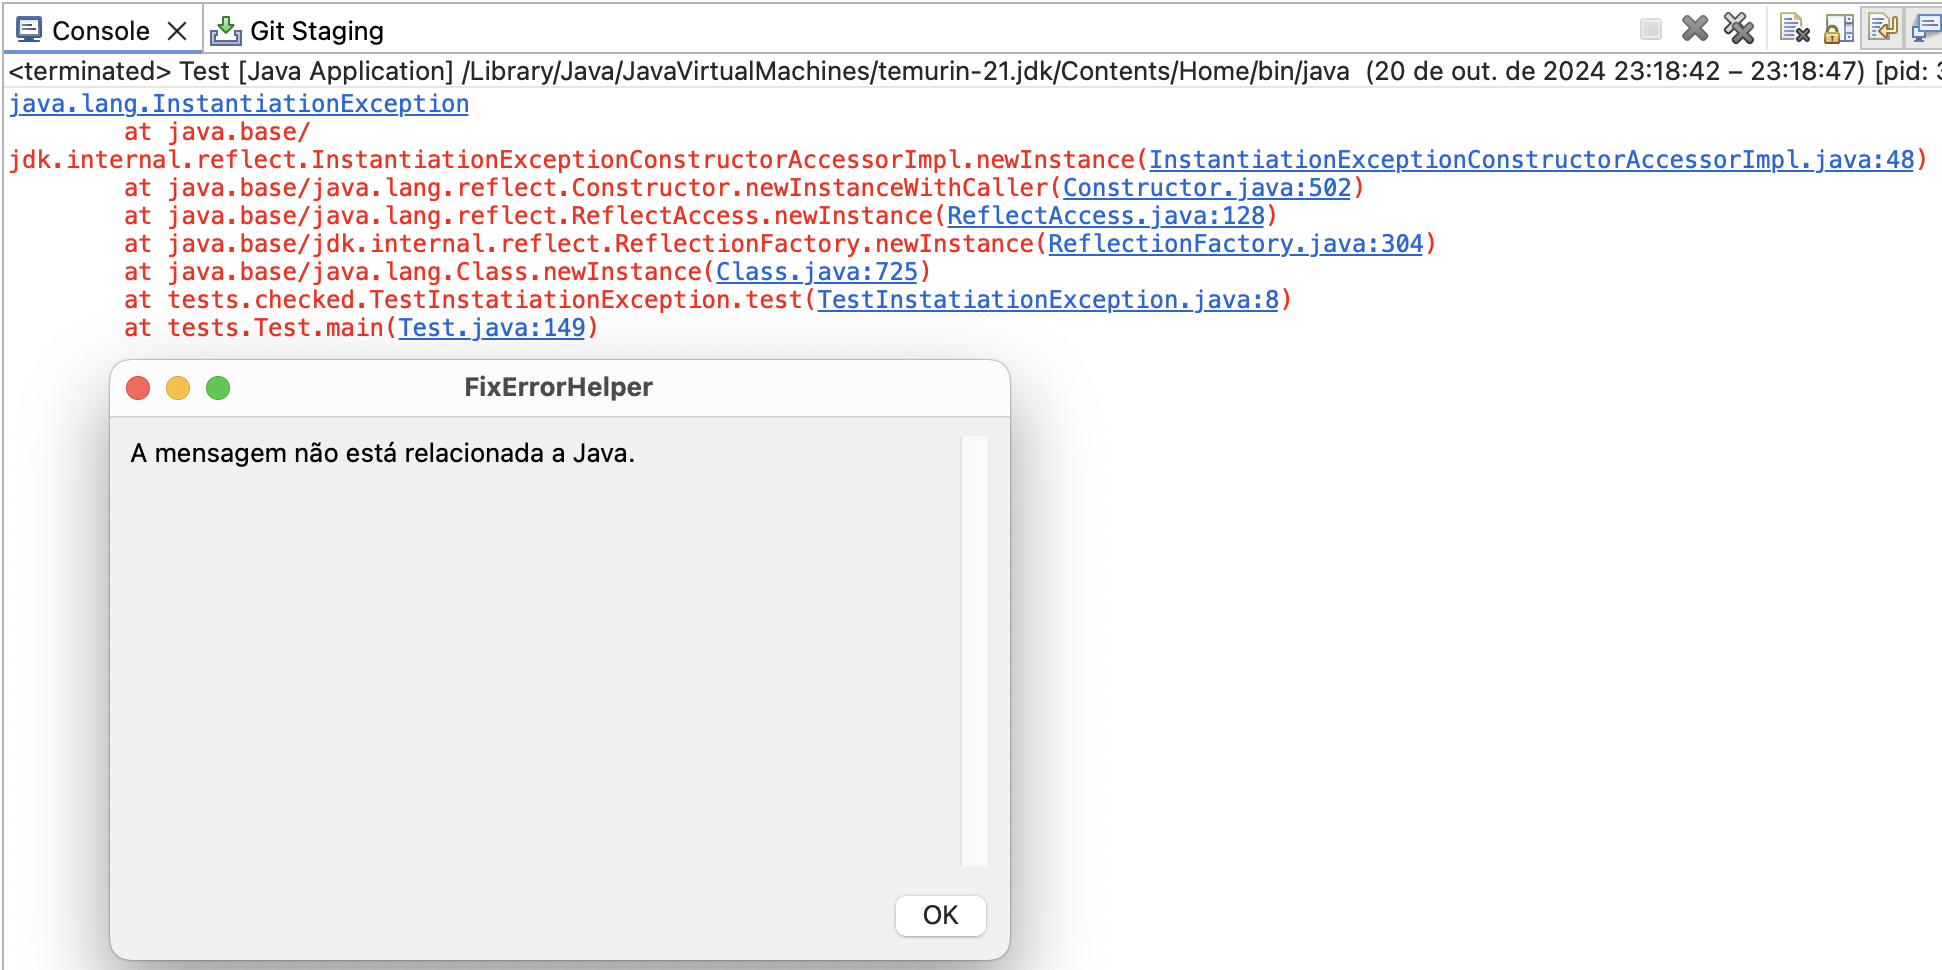 Console
Git Staging
<terminated> Test [Java Application] /Library/Java/JavaVirtualMachines/temurin-21.jdk/Contents/Home/bin/java (20 de out. de 2024 23:18:42 – 23:18:47) [pid:
java.lang.InstantiationException
at java.base/
jdk.internal.reflect.InstantiationExceptionConstructorAccessorImpl.newInstance(InstantiationExceptionConstructorAccessorImpl.java:48)
at java.base/java.lang.reflect.Constructor.newInstanceWithCaller(Constructor.java:502)
at java.base/java.lang.reflect.ReflectAccess.newInstance(ReflectAccess.java:128)
at java.base/jdk.internal.reflect.ReflectionFactory.newInstance(ReflectionFactory.java:304)
at java.base/java.lang.Class.newInstance(Class.java:725)
at tests.checked.TestInstatiationException.test(TestInstatiationException.java:8)
at tests.Test.main(Test.java:149)
FixErrorHelper
A mensagem não está relacionada a Java.
OK